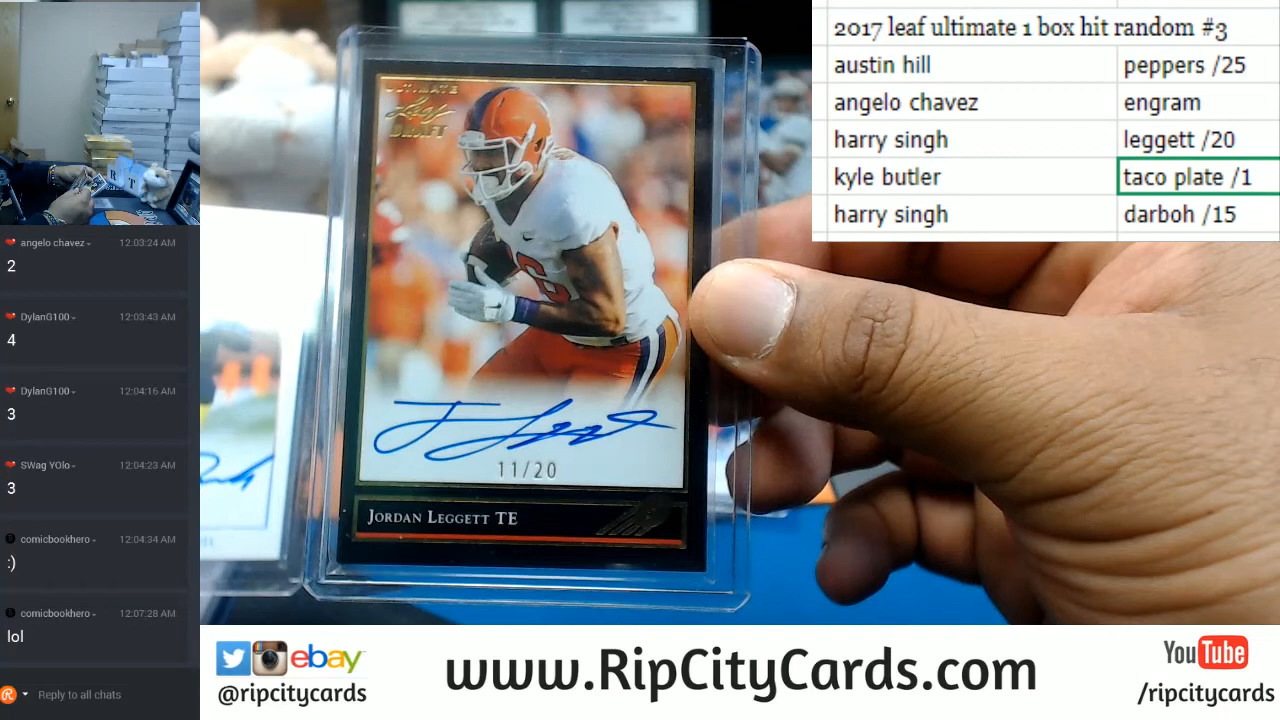 2017 leaf ultimate 1 box hit random #3
austin hill peppers /25
angelo chavez engram
harry singh leggett /20
kyle butler taco plate /1
harry singh darboh /15
R T
angelo chavez 12:03:24 AM
2
DylanG100 12:03:43 AM
4
DylanG100 12:04:16 AM
3
SWag YOlo 12:04:23 AM
3
comicbookhero 12:04:34 AM
:)
comicbookhero 12:07:28 AM
lol
Reply to all chats
ULTIMATE
Leaf
DRAFT
11/20
JORDAN LEGGETT TE
ebay
@ripcitycards
www.RipCityCards.com
YouTube
/ripcitycards